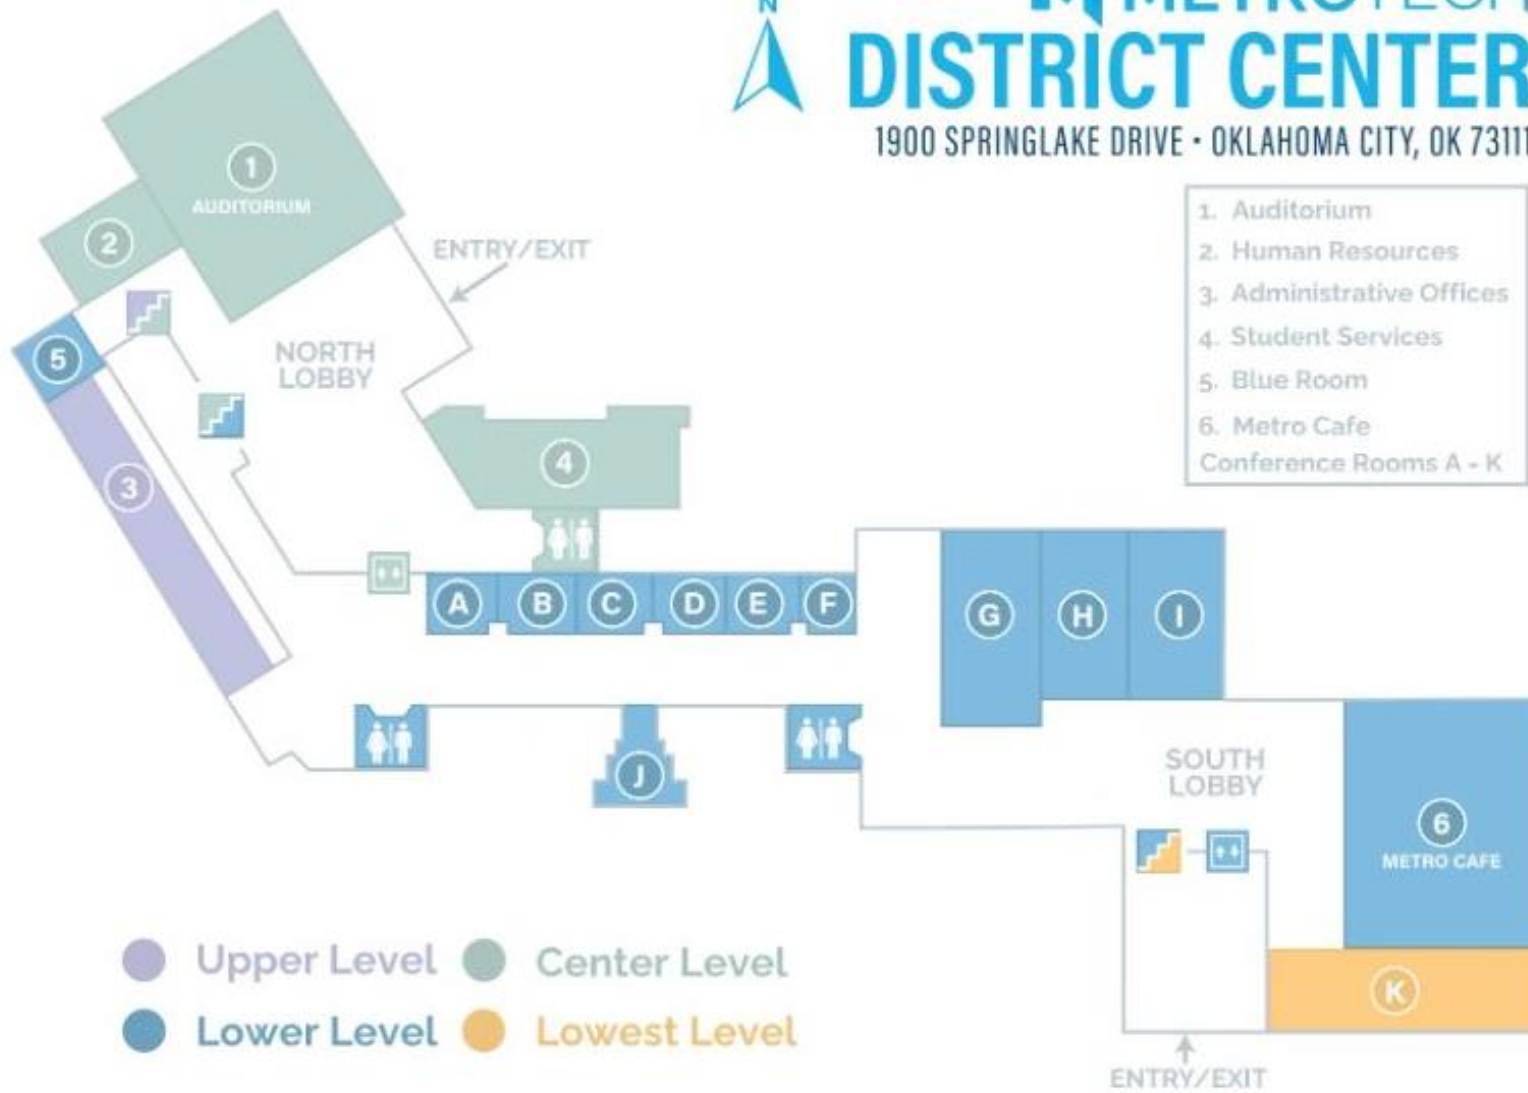 N
METROTECH
DISTRICT CENTER
1900 SPRINGLAKE DRIVE • OKLAHOMA CITY, OK 73111
1. Auditorium
2. Human Resources
3. Administrative Offices
4. Student Services
5. Blue Room
6. Metro Cafe
Conference Rooms A - K
1
AUDITORIUM
2
ENTRY/EXIT
5
NORTH
LOBBY
3
4
A B C D E F
G H I
J
SOUTH
LOBBY
6
METRO CAFE
K
Upper Level
Center Level
Lower Level
Lowest Level
ENTRY/EXIT